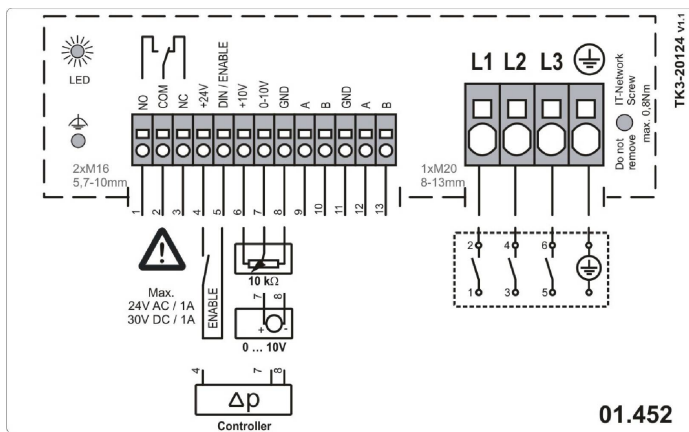 LED
NO
COM
NC
+24V
DIN / ENABLE
+10V
0-10V
GND
A
B
GND
A
B
L1 L2 L3
IT-Network
Screw
Do not
remove
max. 0,8Nm
TK3-20124 V1.1
2xM16
5,7-10mm
1xM20
8-13mm
1
2
3
4
5
6
7
8
9
10
11
12
13
Max.
24V AC / 1A
30V DC / 1A
ENABLE
10 kΩ
7 8
+ -
0 ... 10V
4 7 8
Δp
Controller
2 4 6
1 3 5
01.452